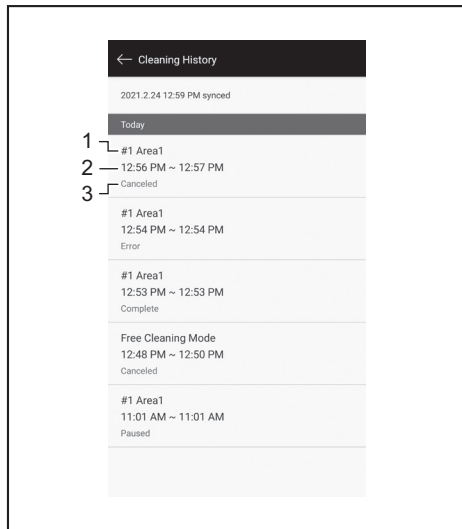 ← Cleaning History
2021.2.24 12:59 PM synced
Today
1
#1 Area1
2
12:56 PM ~ 12:57 PM
3
Canceled
#1 Area1
12:54 PM ~ 12:54 PM
Error
#1 Area1
12:53 PM ~ 12:53 PM
Complete
Free Cleaning Mode
12:48 PM ~ 12:50 PM
Canceled
#1 Area1
11:01 AM ~ 11:01 AM
Paused